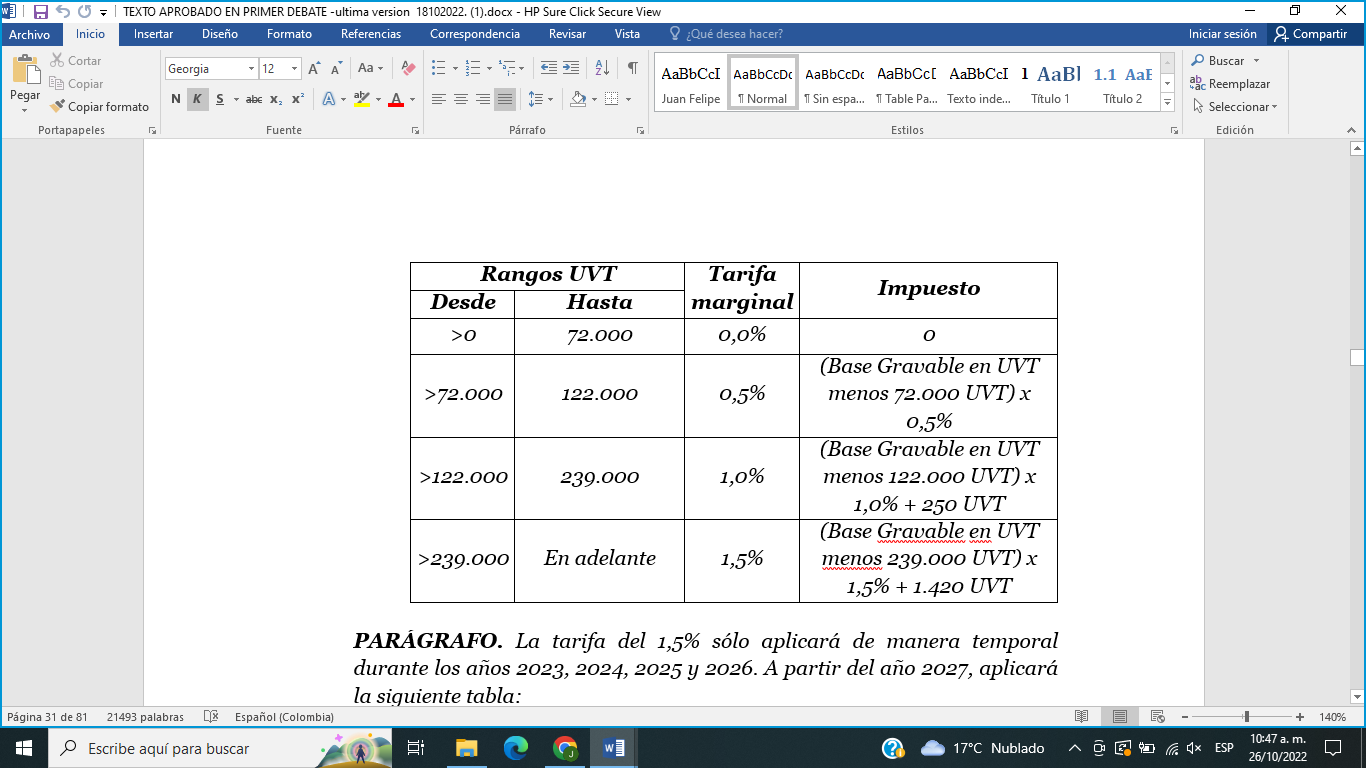 TEXTO APROBADO EN PRIMER DEBATE -ultima version 18102022. (1).docx - HP Sure Click Secure View
Archivo Inicio Insertar Diseño Formato Referencias Correspondencia Revisar Vista ¿Qué desea hacer? Iniciar sesión Compartir
Pegar
Cortar
Copiar
Copiar formato
Portapapeles
Georgia 12
N K S abc x₂ x²
Fuente
Párrafo
AaBbCcI AaBbCcDc AaBbCcDc AaBbCcI AaBbCcI 1 AaBl 1.1 AaE
Juan Felipe ¶ Normal ¶ Sin espa... ¶ Table Pa... Texto inde... Título 1 Título 2
Estilos
Buscar
Reemplazar
Seleccionar
Edición
Rangos UVT
Tarifa marginal
Impuesto
Desde Hasta
>0 72.000 0,0% 0
>72.000 122.000 0,5%
(Base Gravable en UVT
menos 72.000 UVT) x
0,5%
>122.000 239.000 1,0%
(Base Gravable en UVT
menos 122.000 UVT) x
1,0% + 250 UVT
>239.000 En adelante 1,5%
(Base Gravable en UVT
menos 239.000 UVT) x
1,5% + 1.420 UVT
PARÁGRAFO. La tarifa del 1,5% sólo aplicará de manera temporal
durante los años 2023, 2024, 2025 y 2026. A partir del año 2027, aplicará
la siguiente tabla:
Página 31 de 81 21493 palabras Español (Colombia) 140%
Escribe aquí para buscar
17°C Nublado
ESP
10:47 a. m.
26/10/2022